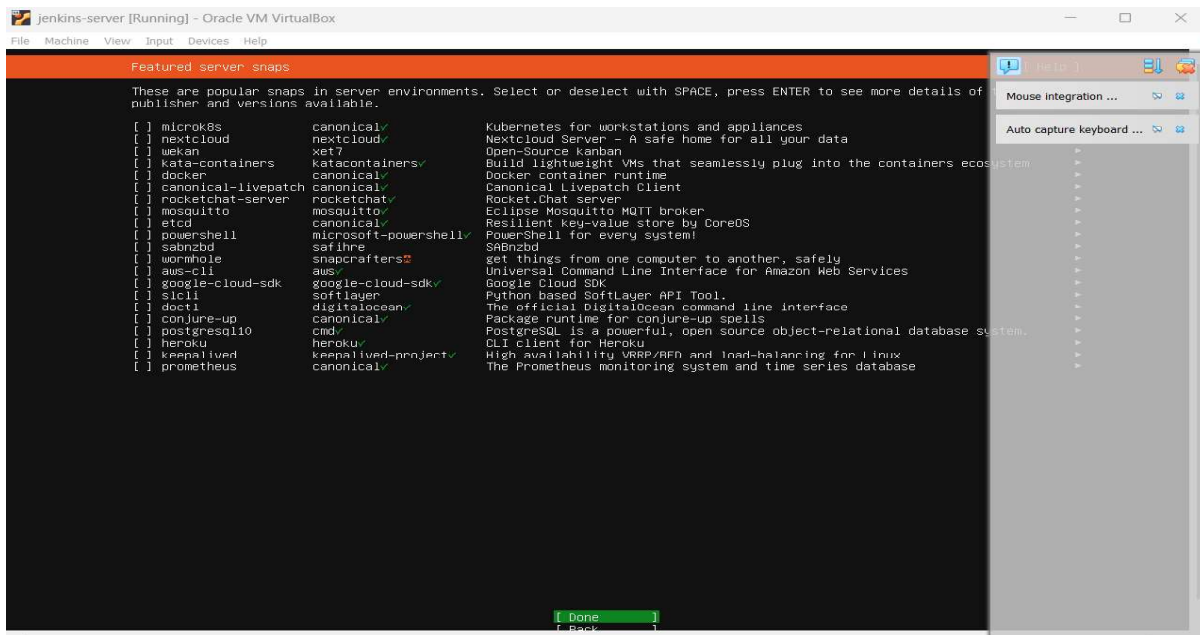 jenkins-server [Running] - Oracle VM VirtualBox
File Machine View Input Devices Help
Featured server snaps
[ Help ]
These are popular snaps in server environments. Select or deselect with SPACE, press ENTER to see more details of
publisher and versions available.
Mouse integration ...
Auto capture keyboard ...
[ ] microk8s canonical✓ Kubernetes for workstations and appliances
[ ] nextcloud nextcloud✓ Nextcloud Server - A safe home for all your data
[ ] wekan xet7 Open-Source kanban
[ ] kata-containers katacontainers✓ Build lightweight VMs that seamlessly plug into the containers ecosystem
[ ] docker canonical✓ Docker container runtime
[ ] canonical-livepatch canonical✓ Canonical Livepatch Client
[ ] rocketchat-server rocketchat✓ Rocket.Chat server
[ ] mosquitto mosquitto✓ Eclipse Mosquitto MQTT broker
[ ] etcd canonical✓ Resilient key-value store by CoreOS
[ ] powershell microsoft-powershell✓ PowerShell for every system!
[ ] sabnzbd safihre SABnzbd
[ ] wormhole snapcrafters get things from one computer to another, safely
[ ] aws-cli aws✓ Universal Command Line Interface for Amazon Web Services
[ ] google-cloud-sdk google-cloud-sdk✓ Google Cloud SDK
[ ] slcli softlayer Python based SoftLayer API Tool.
[ ] doctl digitalocean✓ The official DigitalOcean command line interface
[ ] conjure-up canonical✓ Package runtime for conjure-up spells
[ ] postgresql10 cmd✓ PostgreSQL is a powerful, open source object-relational database system.
[ ] heroku heroku✓ CLI client for Heroku
[ ] keepalived keepalived-project✓ High availability VRRP/BFD and load-balancing for Linux
[ ] prometheus canonical✓ The Prometheus monitoring system and time series database
[ Done ]
[ Back ]